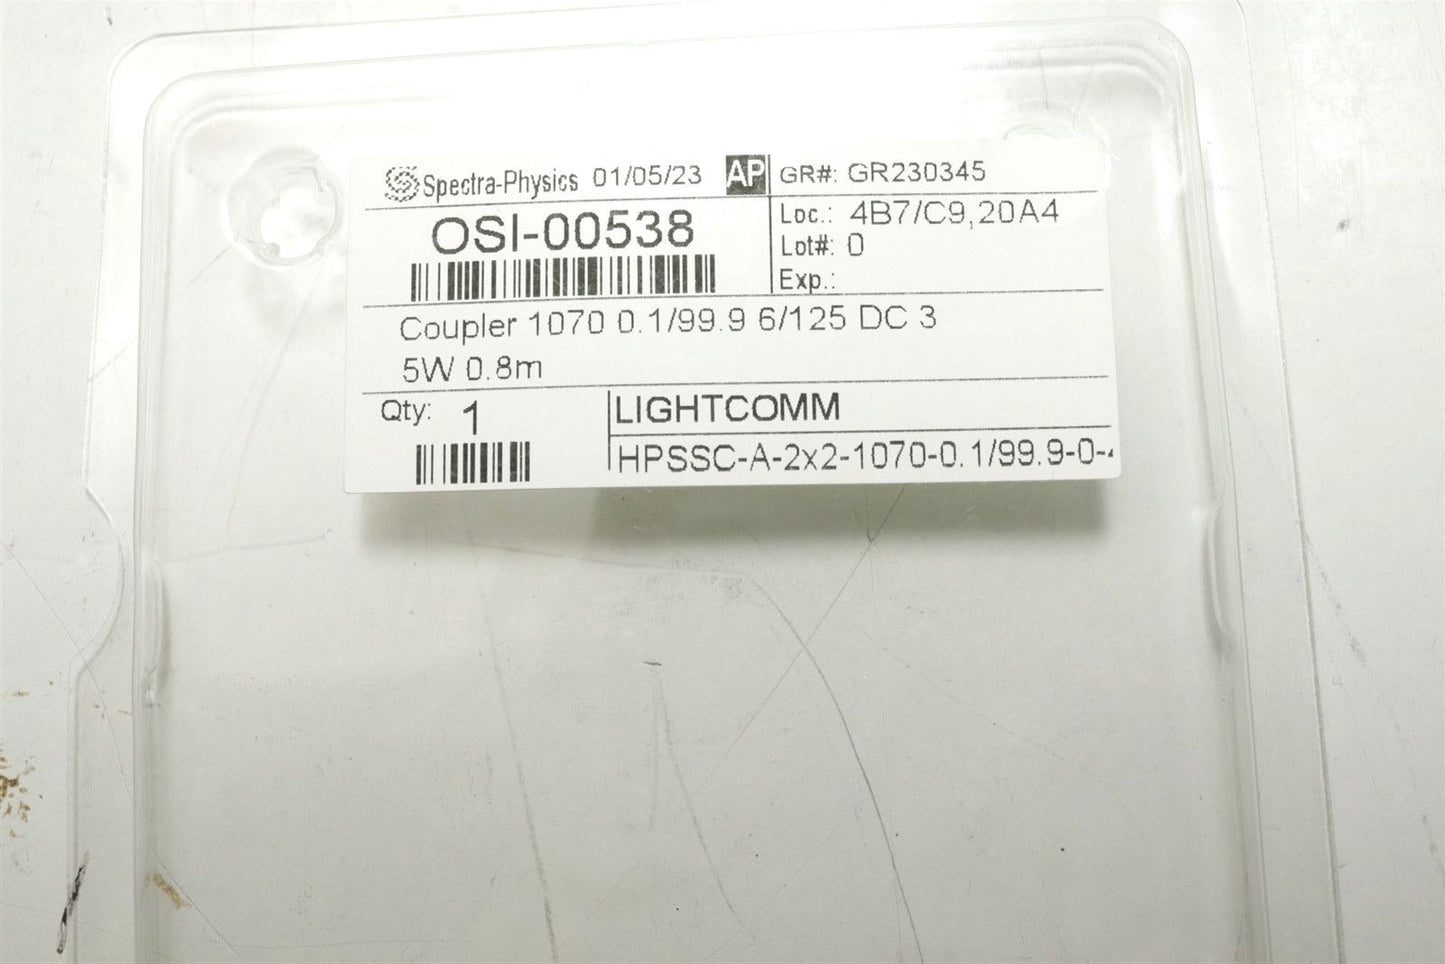 Spectra-Physics 01/05/23 AP GR#: GR230345
OSI-00538
Loc.: 4B7/C9,20A4
Lot#: 0
Exp.:
Coupler 1070 0.1/99.9 6/125 DC 3
5W 0.8m
Qty: 1
LIGHTCOMM
HPSSC-A-2x2-1070-0.1/99.9-0-